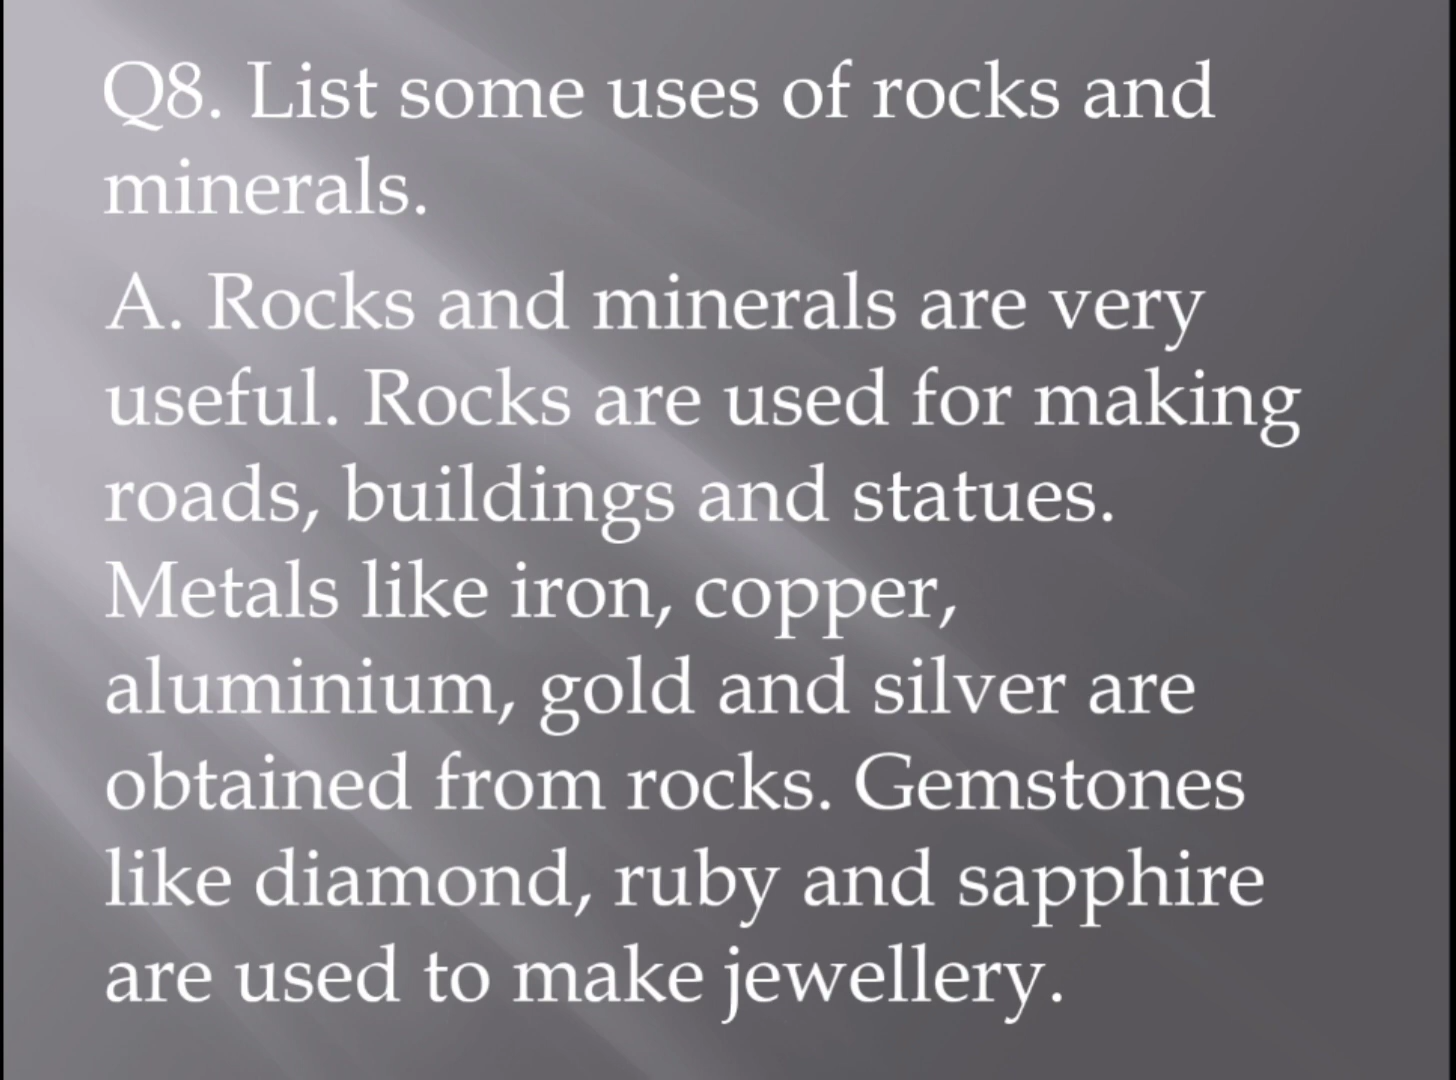 Q8. List some uses of rocks and
minerals.
A. Rocks and minerals are very
useful. Rocks are used for making
roads, buildings and statues.
Metals like iron, copper,
aluminium, gold and silver are
obtained from rocks. Gemstones
like diamond, ruby and sapphire
are used to make jewellery.